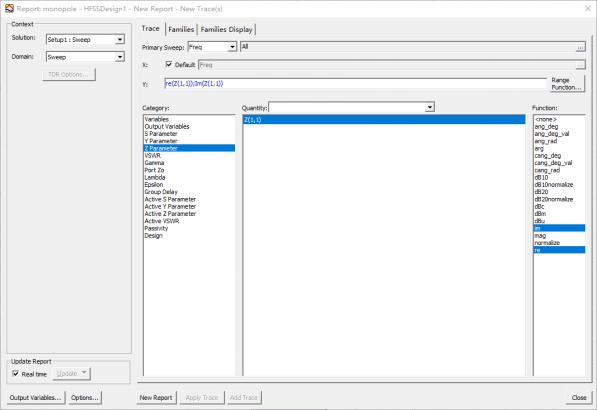 Report: monopole - HFSSDesign1 - New Report - New Trace(s)
Context
Solution: Setup1 : Sweep
Domain: Sweep
TDR Options...
Update Report
Real time Update
Output Variables... Options...
Trace Families Families Display
Primary Sweep: Freq All ...
X: Default Freq ...
Y: re(Z(1,1));Im(Z(1,1)) Range Function...
Category:
Variables
Output Variables
S Parameter
Y Parameter
Z Parameter
VSWR
Gamma
Port Zo
Lambda
Epsilon
Group Delay
Active S Parameter
Active Y Parameter
Active Z Parameter
Active VSWR
Passivity
Design
Quantity:
Z(1,1)
Function:
<none>
ang_deg
ang_deg_val
ang_rad
arg
cang_deg
cang_deg_val
cang_rad
dB10
dB10normalize
dB20
dB20normalize
dBc
dBm
dBu
im
mag
normalize
re
New Report Apply Trace Add Trace Close